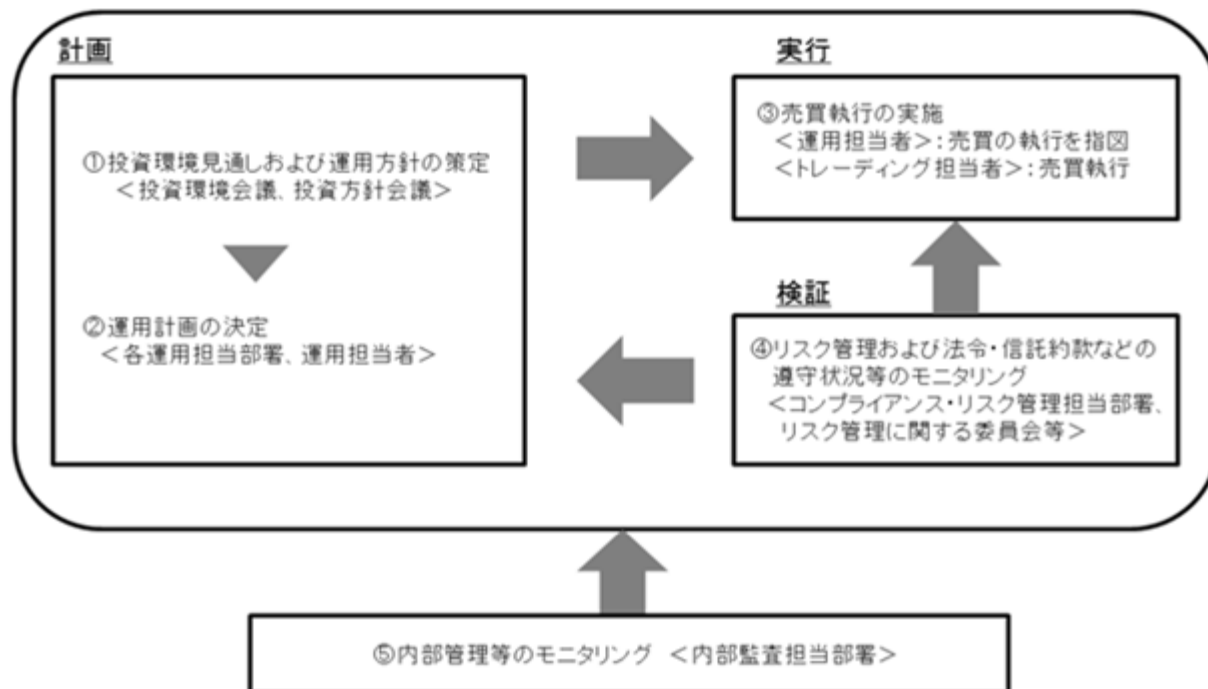 計画
①投資環境見通しおよび運用方針の策定
<投資環境会議、投資方針会議>
②運用計画の決定
<各運用担当部署、運用担当者>
実行
③売買執行の実施
<運用担当者>:売買の執行を指図
<トレーディング担当者>:売買執行
検証
④リスク管理および法令・信託約款などの
遵守状況等のモニタリング
<コンプライアンス・リスク管理担当部署、
リスク管理に関する委員会等>
⑤内部管理等のモニタリング <内部監査担当部署>